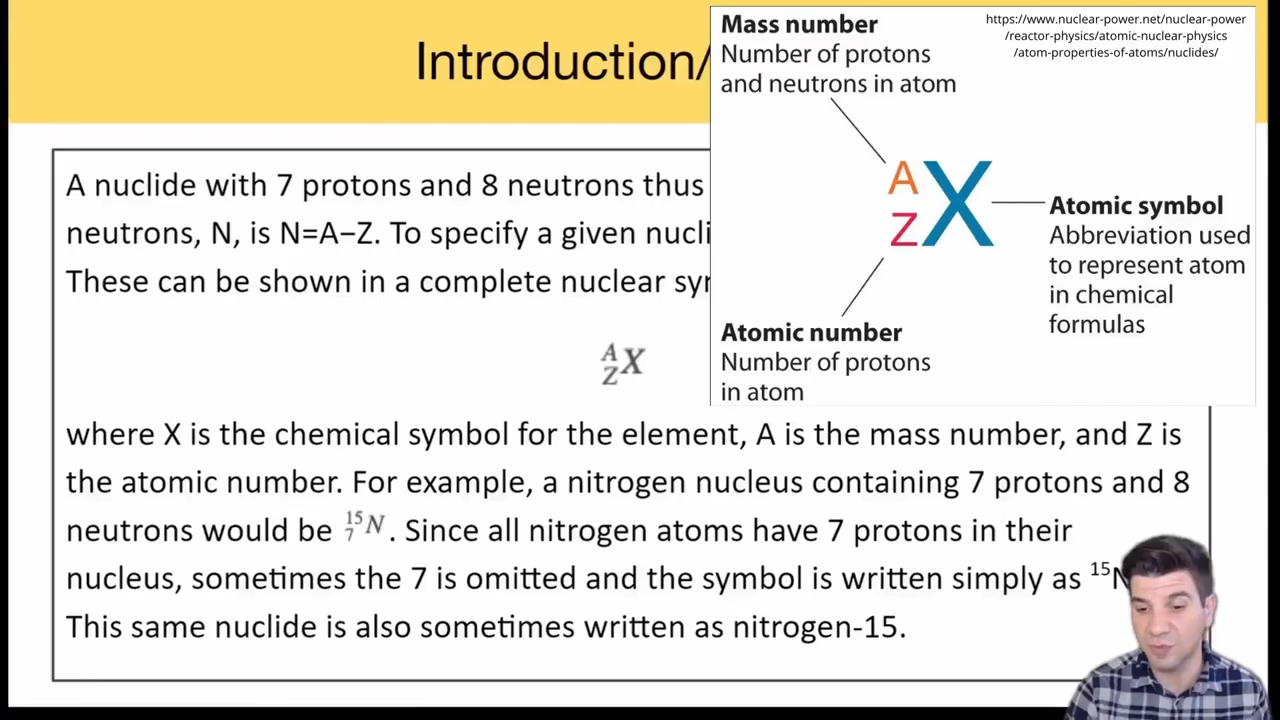 Introduction/
Mass number
Number of protons
and neutrons in atom
https://www.nuclear-power.net/nuclear-power
/reactor-physics/atomic-nuclear-physics
/atom-properties-of-atoms/nuclides/
A
Z
X
Atomic symbol
Abbreviation used
to represent atom
in chemical
formulas
Atomic number
Number of protons
in atom
A nuclide with 7 protons and 8 neutrons thus
neutrons, N, is N=A−Z. To specify a given
These can be shown in a complete nuclear
A
Z
X
where X is the chemical symbol for the element, A is the mass number, and Z is
the atomic number. For example, a nitrogen nucleus containing 7 protons and 8
neutrons would be ¹⁵₇N. Since all nitrogen atoms have 7 protons in their
nucleus, sometimes the 7 is omitted and the symbol is written simply as ¹⁵N
This same nuclide is also sometimes written as nitrogen-15.